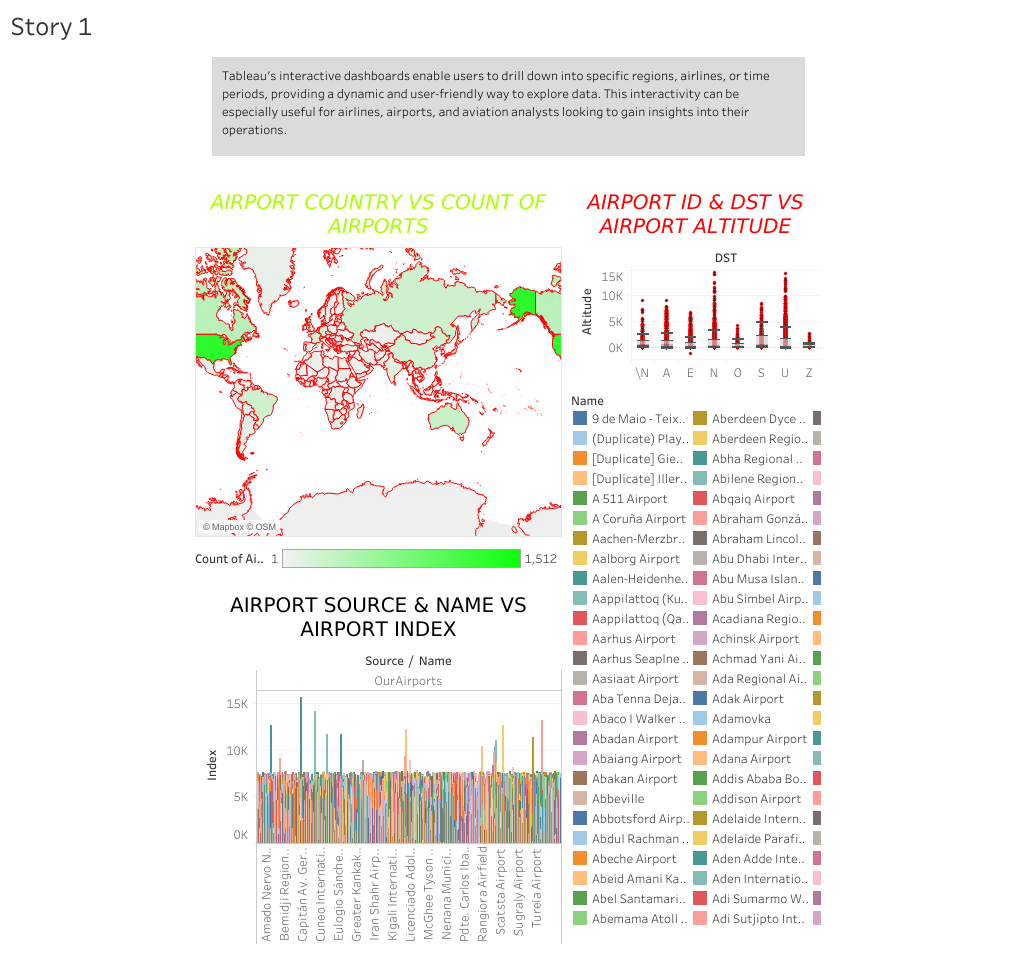 Story 1
Tableau's interactive dashboards enable users to drill down into specific regions, airlines, or time
periods, providing a dynamic and user-friendly way to explore data. This interactivity can be
especially useful for airlines, airports, and aviation analysts looking to gain insights into their
operations.
AIRPORT COUNTRY VS COUNT OF
AIRPORTS
© Mapbox © OSM
Count of Ai.. 1 1,512
AIRPORT ID & DST VS
AIRPORT ALTITUDE
DST
Altitude
15K
10K
5K
0K
\N A E N O S U Z
Name
9 de Maio - Teix..
(Duplicate) Play..
[Duplicate] Gie..
[Duplicate] Iller..
A 511 Airport
A Coruña Airport
Aachen-Merzbr..
Aalborg Airport
Aalen-Heidenhe..
Aappilattoq (Ku..
Aappilattoq (Qa..
Aarhus Airport
Aarhus Seaplne ..
Aasiaat Airport
Aba Tenna Deja..
Abaco I Walker ..
Abadan Airport
Abaiang Airport
Abakan Airport
Abbeville
Abbotsford Airp..
Abdul Rachman ..
Abeche Airport
Abeid Amani Ka..
Abel Santamari..
Abemama Atoll ..
Aberdeen Dyce ..
Aberdeen Regio..
Abha Regional ..
Abilene Region..
Abqaiq Airport
Abraham Gonzá..
Abraham Lincol..
Abu Dhabi Inter..
Abu Musa Islan..
Abu Simbel Airp..
Acadiana Regio..
Achinsk Airport
Achmad Yani Ai..
Ada Regional Ai..
Adak Airport
Adamovka
Adampur Airport
Adana Airport
Addis Ababa Bo..
Addison Airport
Adelaide Intern..
Adelaide Parafi..
Aden Adde Inte..
Aden Internatio..
Adi Sumarmo W..
Adi Sutjipto Int..
AIRPORT SOURCE & NAME VS
AIRPORT INDEX
Source / Name
OurAirports
Index
15K
10K
5K
0K
Amado Nervo N..
Bemidji Region..
Capitán Av. Ger..
Cuneo Internati..
Eulogio Sánche..
Greater Kankak..
Iran Shahr Airp..
Kigali Internati..
Licenciado Adol..
McGhee Tyson ..
Nenana Munici..
Pdte. Carlos Iba..
Rangiora Airfield
Scatsta Airport
Sugraly Airport
Tureia Airport